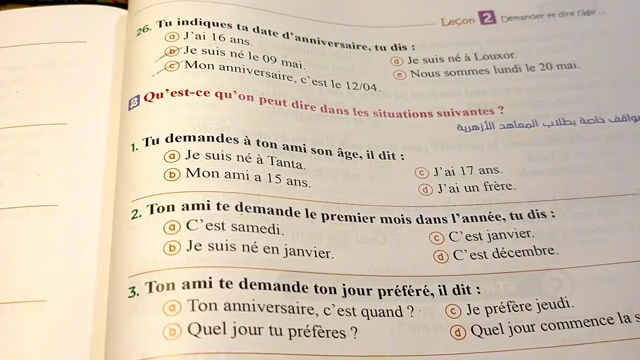 Leçon 2 Demander et dire l'âge ...
26. Tu indiques ta date d'anniversaire, tu dis :
a J'ai 16 ans.
b Je suis né le 09 mai.
c Mon anniversaire, c'est le 12/04.
d Je suis né à Louxor.
e Nous sommes lundi le 20 mai.
8 Qu'est-ce qu'on peut dire dans les situations suivantes ?
مواقف خاصة بطلاب المعاهد الأزهرية
1. Tu demandes à ton ami son âge, il dit :
a Je suis né à Tanta.
b Mon ami a 15 ans.
c J'ai 17 ans.
d J'ai un frère.
2. Ton ami te demande le premier mois dans l'année, tu dis :
a C'est samedi.
b Je suis né en janvier.
c C'est janvier.
d C'est décembre.
3. Ton ami te demande ton jour préféré, il dit :
a Ton anniversaire, c'est quand ?
b Quel jour tu préfères ?
c Je préfère jeudi.
d Quel jour commence la s